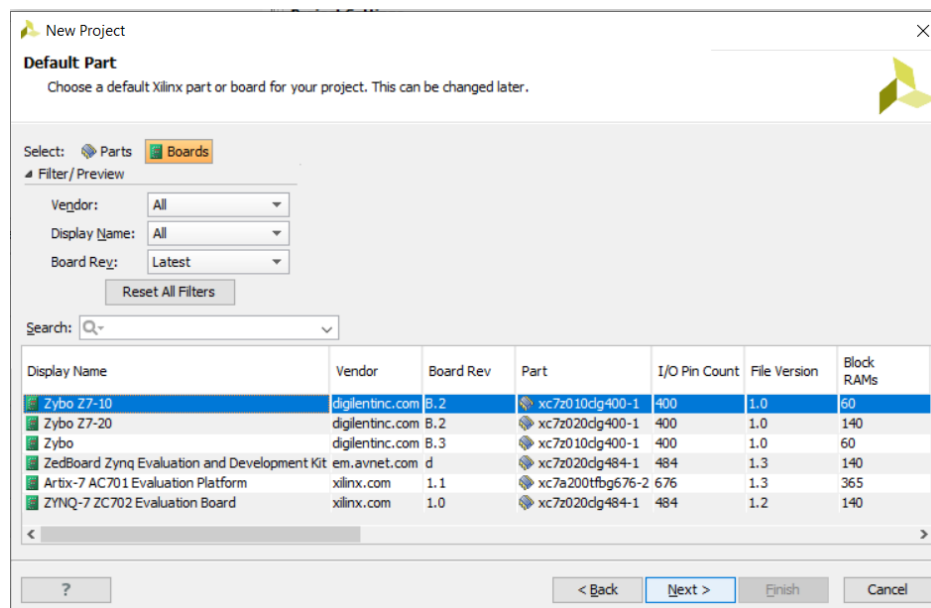 New Project
Default Part
Choose a default Xilinx part or board for your project. This can be changed later.
Select: Parts Boards
Filter/Preview
Vendor: All
Display Name: All
Board Rev: Latest
Reset All Filters
Search:
Display Name Vendor Board Rev Part I/O Pin Count File Version Block RAMs
Zybo Z7-10 digilentinc.com B.2 xc7z010clg400-1 400 1.0 60
Zybo Z7-20 digilentinc.com B.2 xc7z020clg400-1 400 1.0 140
Zybo digilentinc.com B.3 xc7z010clg400-1 400 1.0 60
ZedBoard Zynq Evaluation and Development Kit em.avnet.com d xc7z020clg484-1 484 1.3 140
Artix-7 AC701 Evaluation Platform xilinx.com 1.1 xc7a200tfbg676-2 676 1.3 365
ZYNQ-7 ZC702 Evaluation Board xilinx.com 1.0 xc7z020clg484-1 484 1.2 140
? < Back Next > Finish Cancel